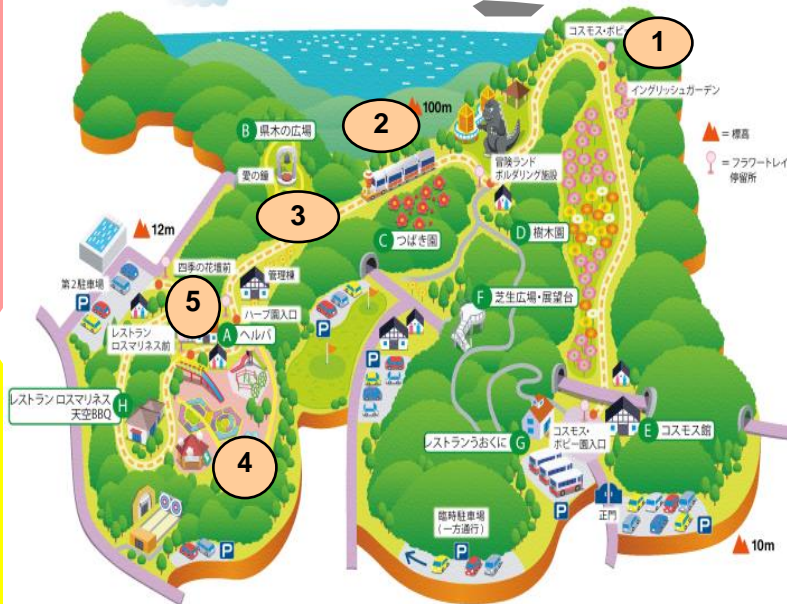 コスモス・ポピー
1
イングリッシュガーデン
2
100m
= 標高
= フラワートレイ
停留所
B 県木の広場
愛の鐘
冒険ランド
ボルダリング施設
3
12m
C つばき園
D 樹木園
四季の花壇前
管理棟
第2駐車場
P
5
ハーブ園入口
F 芝生広場・展望台
レストラン
ロスマリネス前
A ヘルバ
P
P
レストラン ロスマリネス
天空BBQ
H
レストランうおくに G
コスモス・
ポピー園入口
E コスモス館
4
臨時駐車場
(一方通行)
P
P
正門
P
P
10m